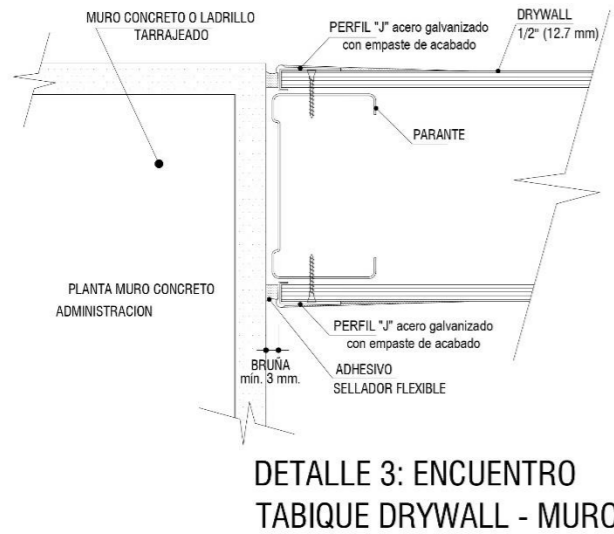 MURO CONCRETO O LADRILLO
TARRAJEADO
PERFIL "J" acero galvanizado
con empaste de acabado
DRYWALL
1/2" (12.7 mm)
PARANTE
PLANTA MURO CONCRETO
ADMINISTRACION
PERFIL "J" acero galvanizado
con empaste de acabado
BRUÑA
mín. 3 mm.
ADHESIVO
SELLADOR FLEXIBLE
DETALLE 3: ENCUENTRO
TABIQUE DRYWALL - MURO